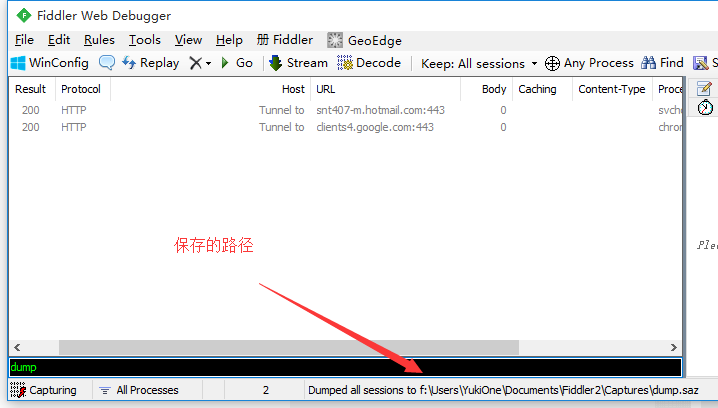 Fiddler Web Debugger
File Edit Rules Tools View Help 册 Fiddler GeoEdge
WinConfig Replay Go Stream Decode Keep: All sessions Any Process Find S
Result Protocol Host URL Body Caching Content-Type Proce
200 HTTP Tunnel to snt407-m.hotmail.com:443 0 svche
200 HTTP Tunnel to clients4.google.com:443 0 chron
保存的路径
Plea
dump
Capturing All Processes 2 Dumped all sessions to f:\Users\YukiOne\Documents\Fiddler2\Captures\dump.saz